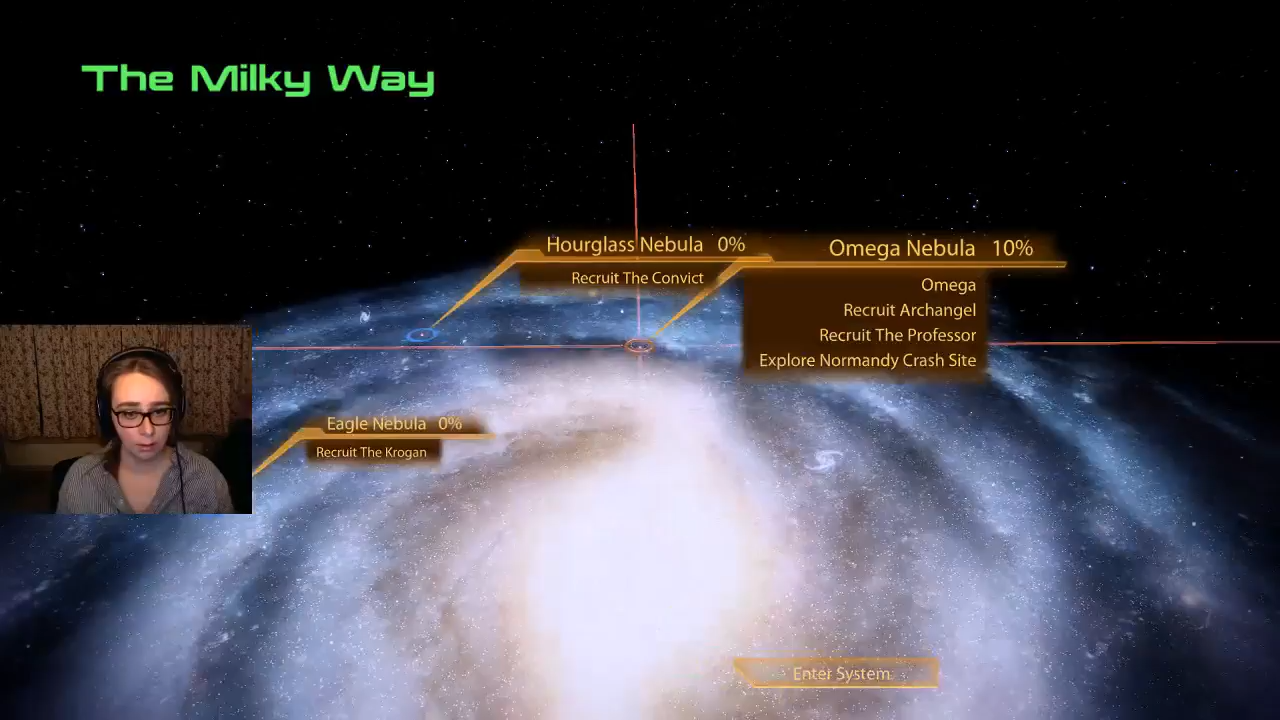 The Milky Way
Hourglass Nebula 0%
Recruit The Convict
Omega Nebula 10%
Omega
Recruit Archangel
Recruit The Professor
Explore Normandy Crash Site
Eagle Nebula 0%
Recruit The Krogan
Enter System